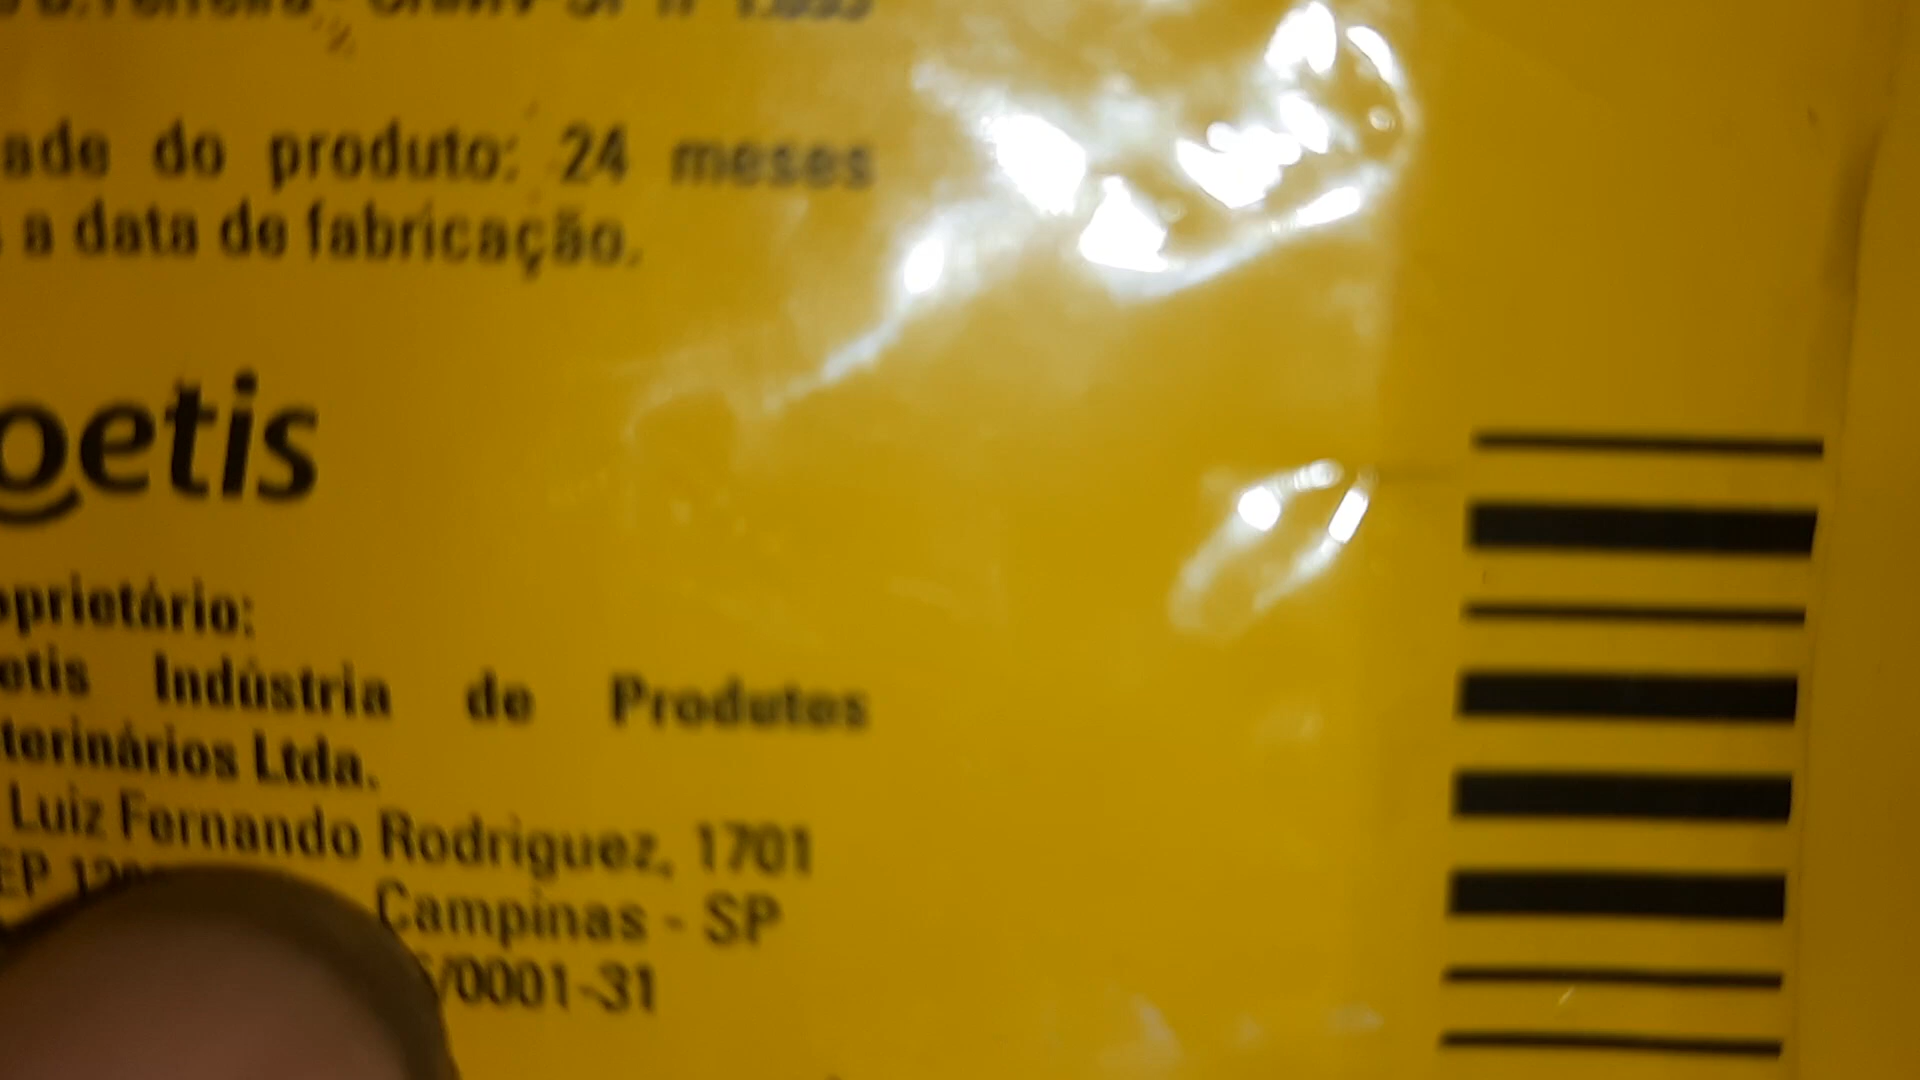 do produto: 24 meses
a data de fabricação.
oetis
oprietário:
etis Indústria de Produtos
terinários Ltda.
Luiz Fernando Rodriguez, 1701
Campinas - SP
/0001-31